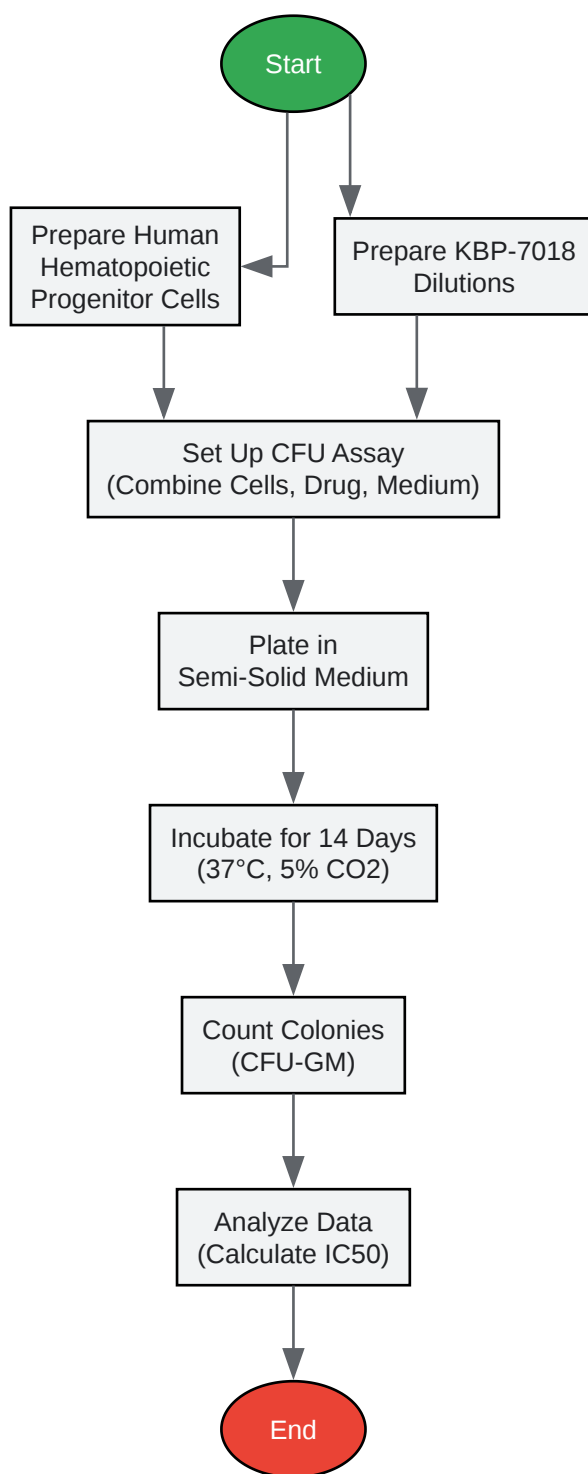 Start
Prepare Human
Hematopoietic
Progenitor Cells
Prepare KBP-7018
Dilutions
Set Up CFU Assay
(Combine Cells, Drug, Medium)
Plate in
Semi-Solid Medium
Incubate for 14 Days
(37°C, 5% CO2)
Count Colonies
(CFU-GM)
Analyze Data
(Calculate IC50)
End